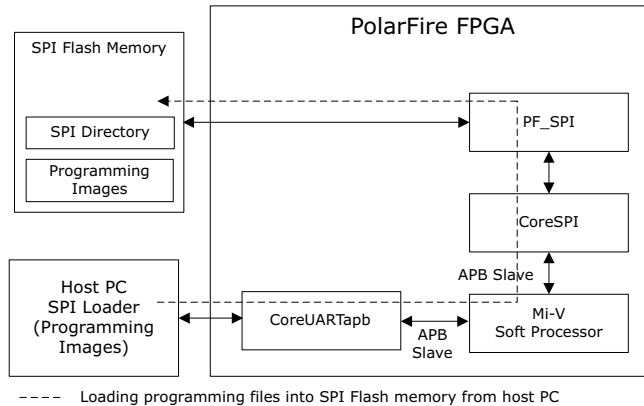 PolarFire FPGA
SPI Flash Memory
SPI Directory
Programming
Images
PF_SPI
CoreSPI
APB Slave
Host PC
SPI Loader
(Programming
Images)
CoreUARTapb
APB
Slave
Mi-V
Soft Processor
Loading programming files into SPI Flash memory from host PC